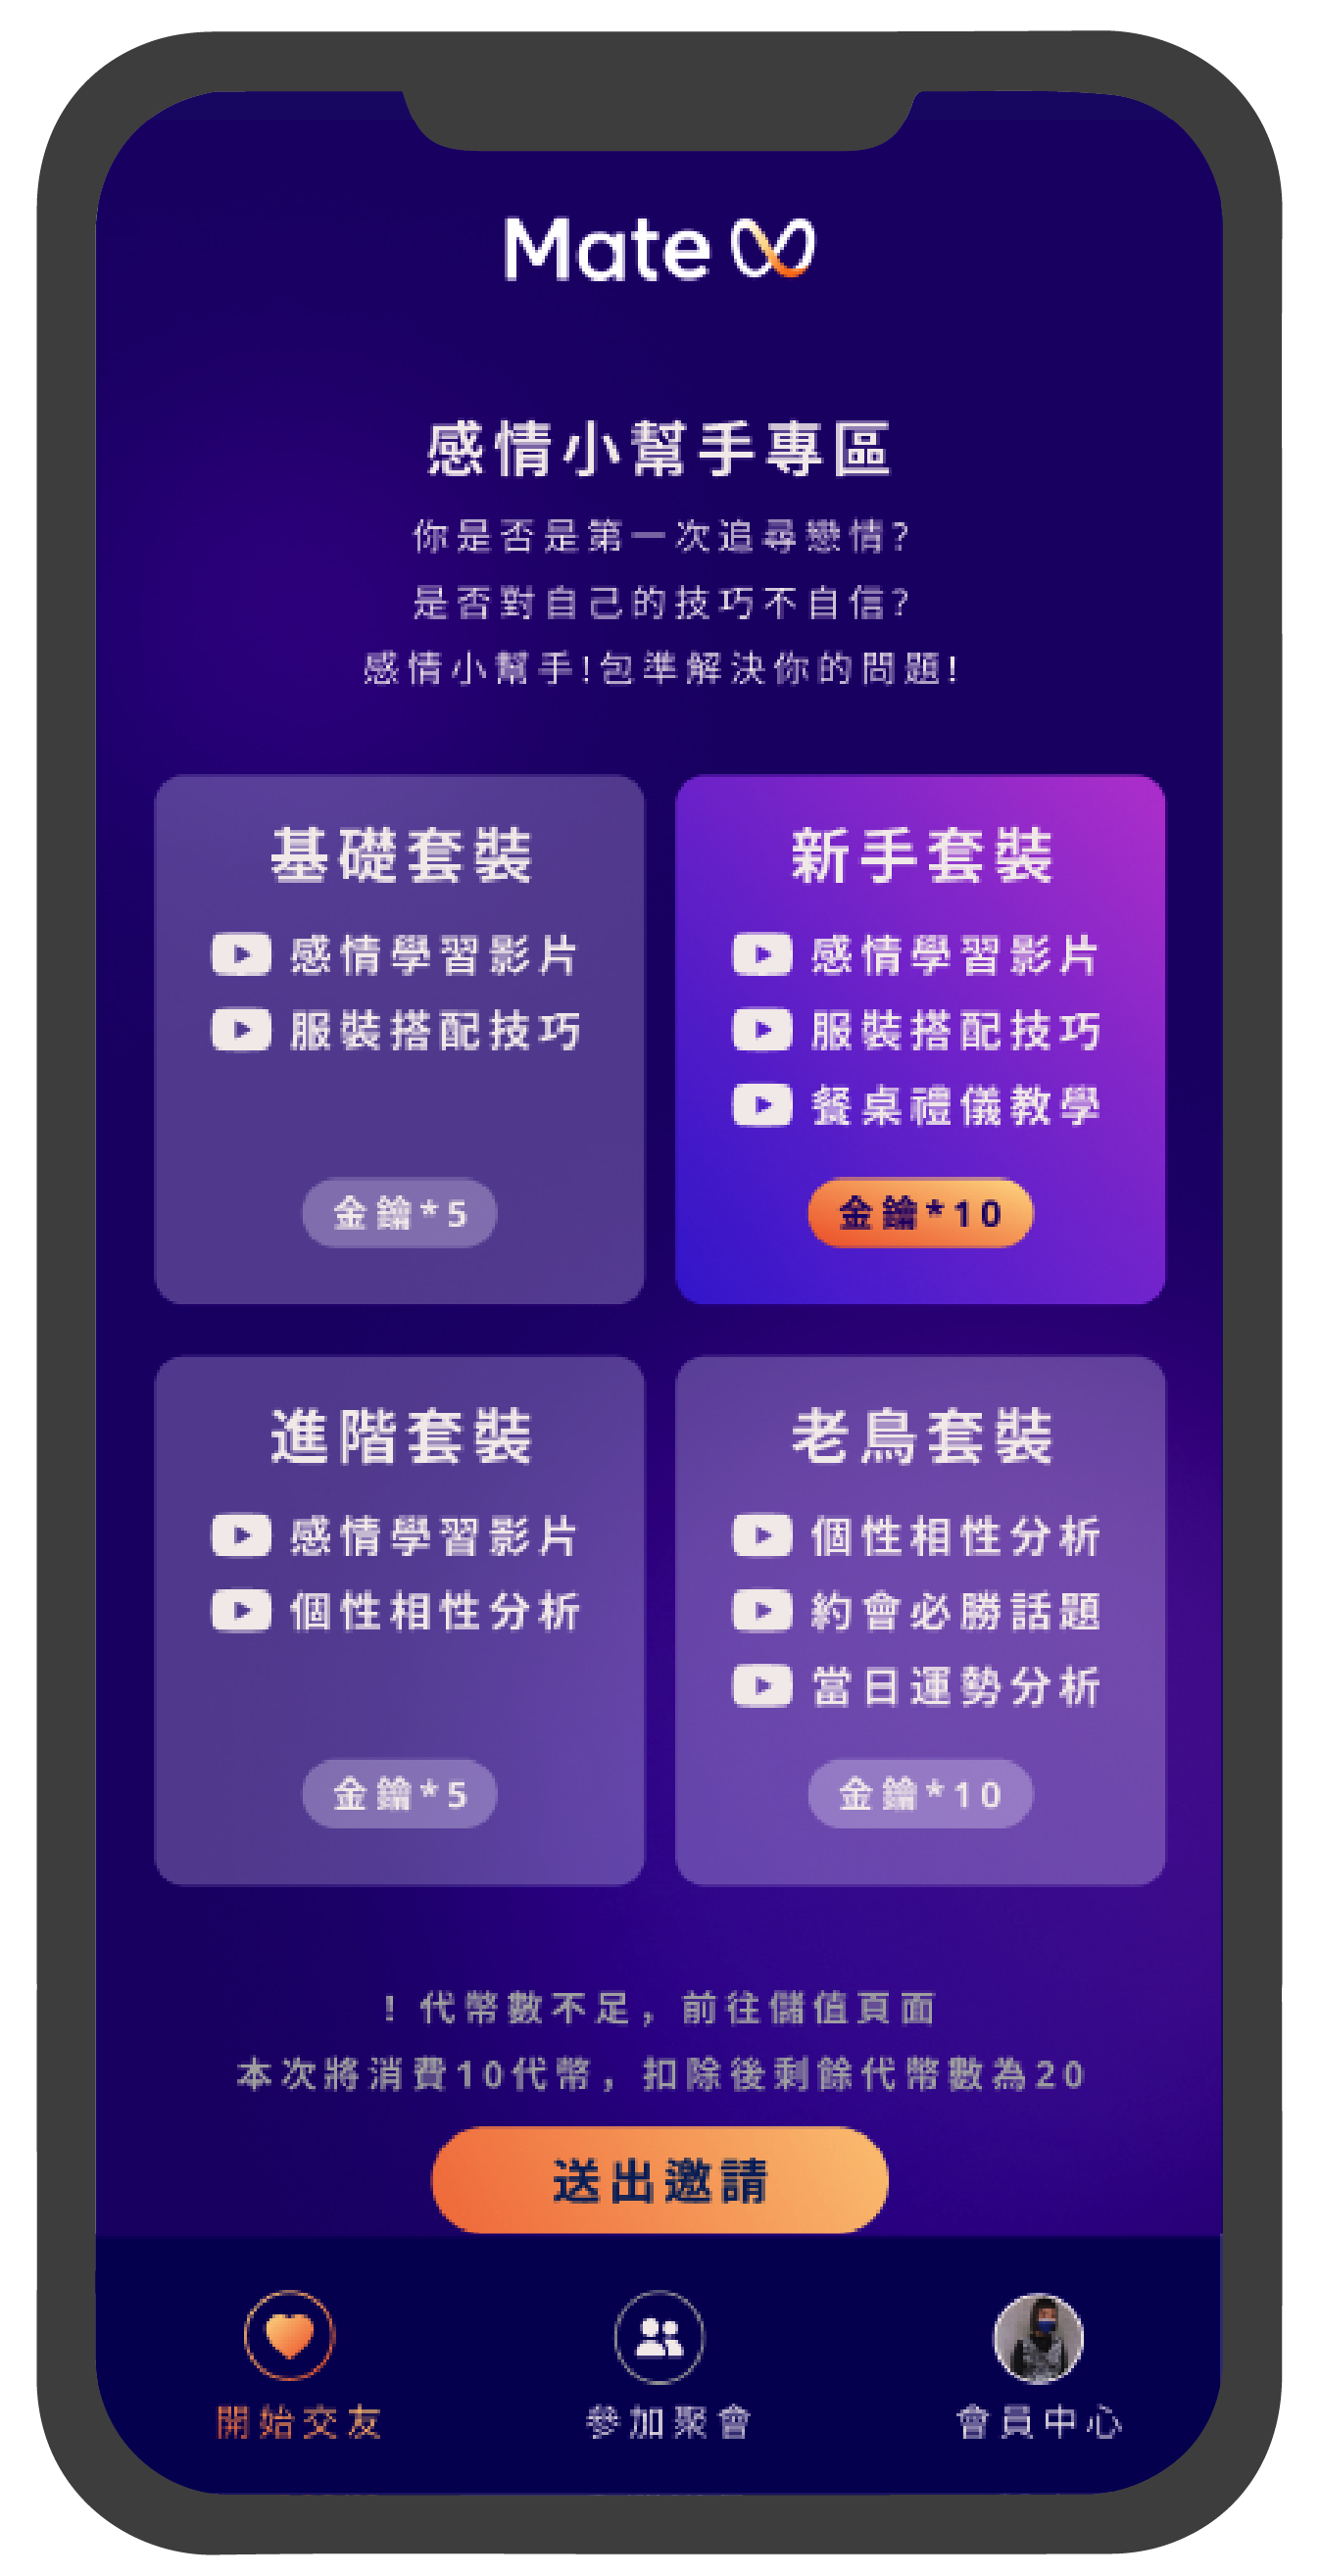 Mate
感情小幫手專區
你是否是第一次追尋戀情?
是否對自己的技巧不自信?
感情小幫手!包準解決你的問題!
基礎套裝
感情學習影片
服裝搭配技巧
金鑰*5
新手套裝
感情學習影片
服裝搭配技巧
餐桌禮儀教學
金鑰*10
進階套裝
感情學習影片
個性相性分析
金鑰*5
老鳥套裝
個性相性分析
約會必勝話題
當日運勢分析
金鑰*10
! 代幣數不足，前往儲值頁面
本次將消費10代幣，扣除後剩餘代幣數為20
送出邀請
開始交友
參加聚會
會員中心